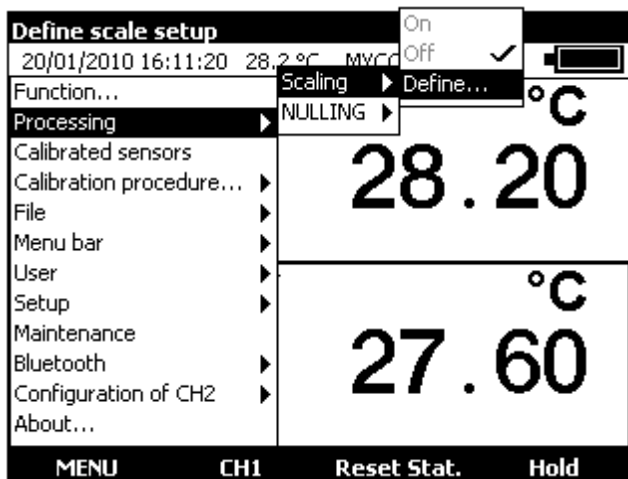 Define scale setup
20/01/2010 16:11:20 28.2 °C
On
Off
Define...
Scaling
NULLING
Function...
Processing
Calibrated sensors
Calibration procedure...
File
Menu bar
User
Setup
Maintenance
Bluetooth
Configuration of CH2
About...
°C
28.20
°C
27.60
MENU CH1 Reset Stat. Hold